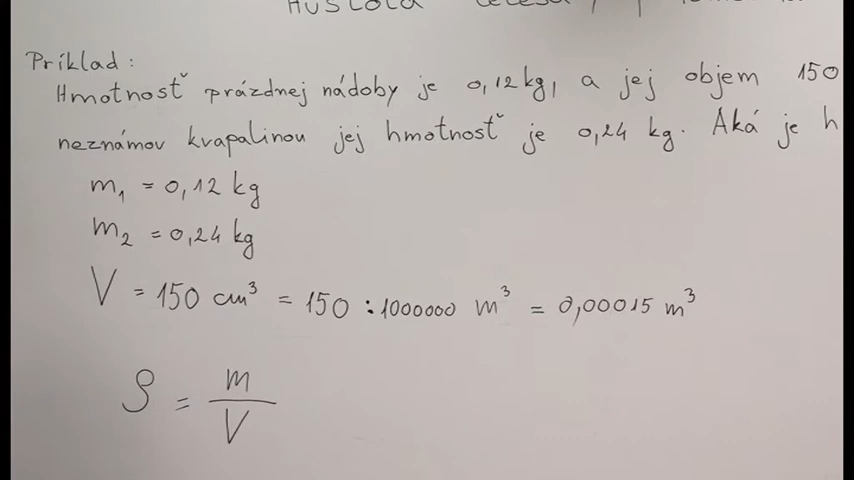 Príklad:
Hmotnosť prázdnej nádoby je 0,12 kg, a jej objem 150
neznámou kvapalinou jej hmotnosť je 0,24 kg. Aká je h
m₁ = 0,12 kg
m₂ = 0,24 kg
V = 150 cm³ = 150 : 1000000 m³ = 0,00015 m³
ρ = m/V